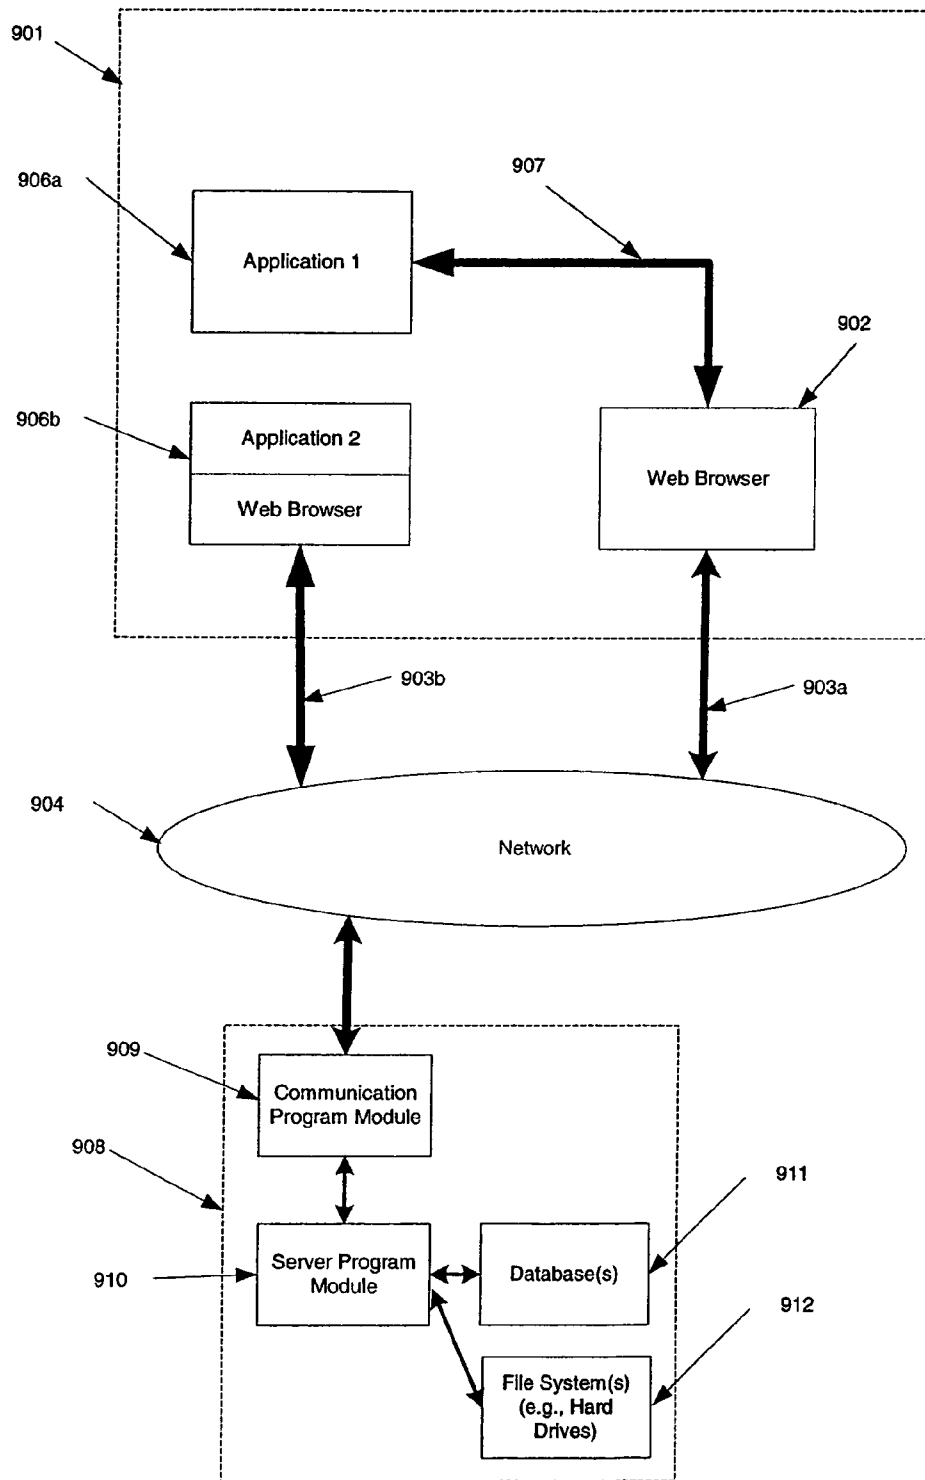 901
906a
907
Application 1
902
906b
Application 2
Web Browser
Web Browser
903b
903a
904
Network
909
Communication
Program Module
908
911
Server Program
Module
Database(s)
910
912
File System(s)
(e.g., Hard
Drives)